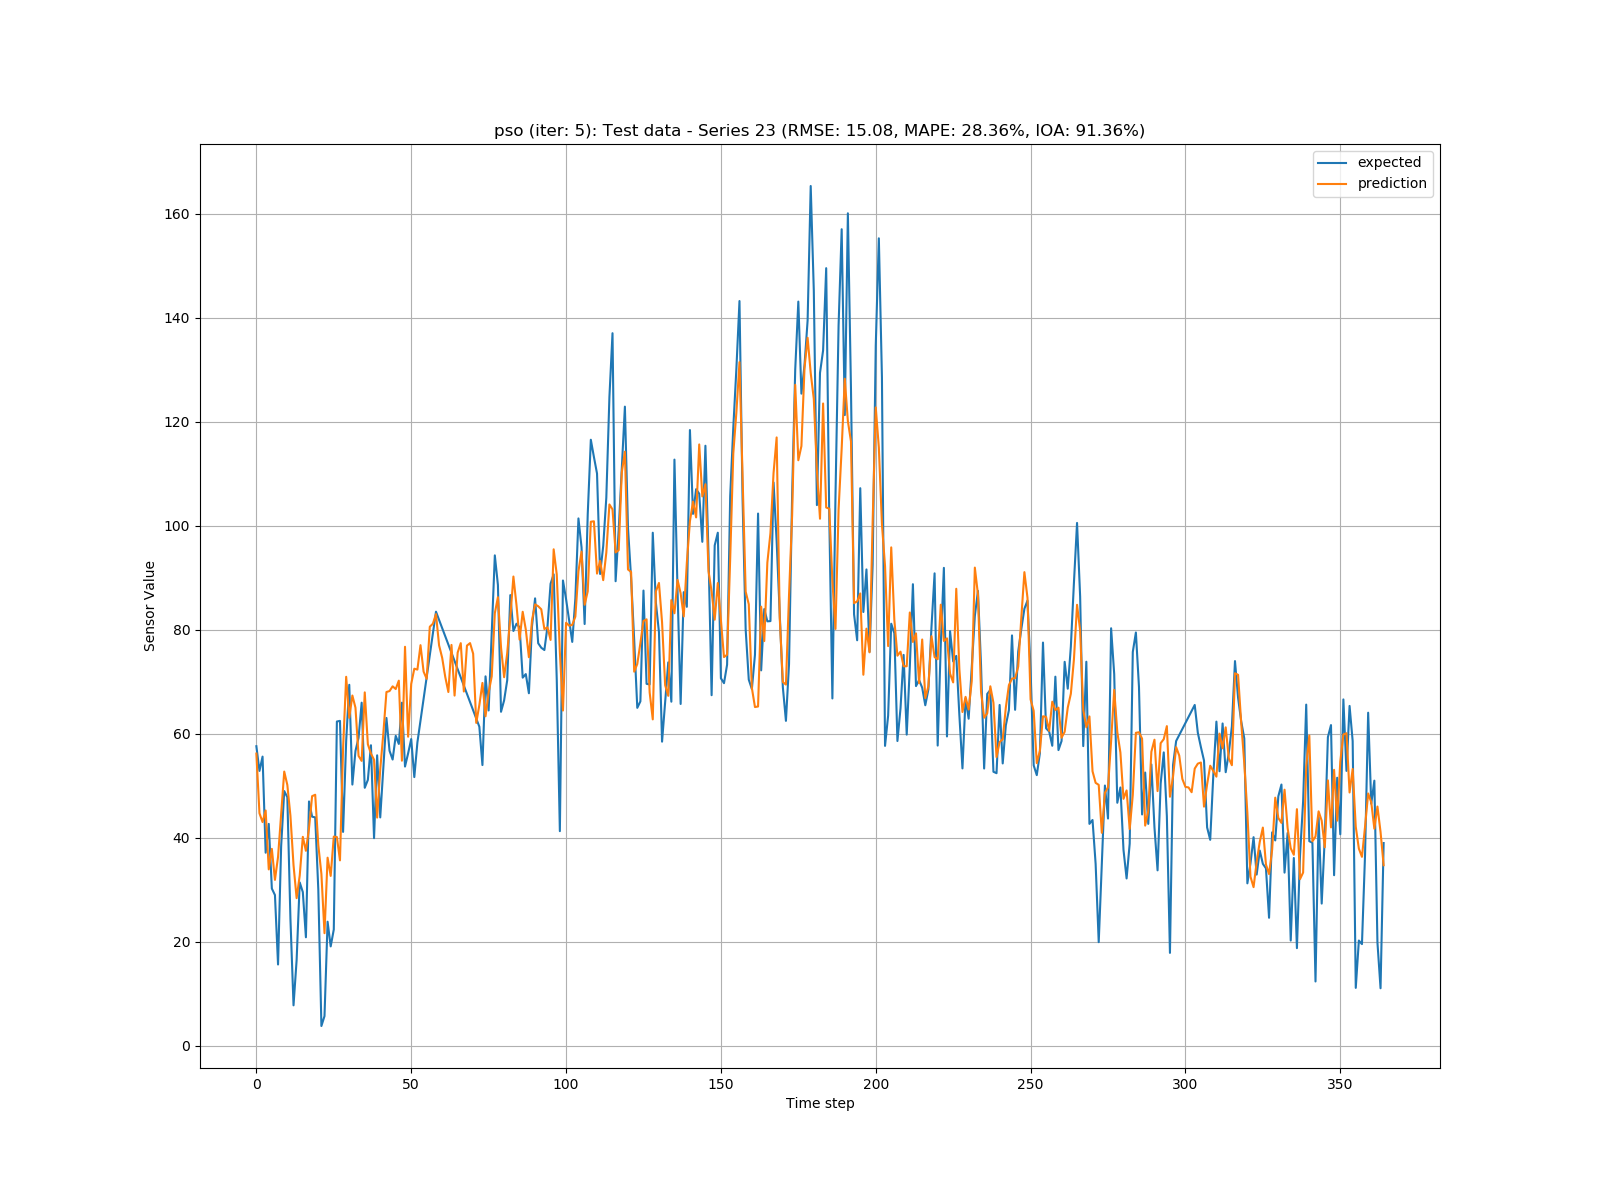 pso (iter: 5): Test data - Series 23 (RMSE: 15.08, MAPE: 28.36%, IOA: 91.36%)
expected
prediction
160
140
120
100
80
60
40
20
0
Sensor Value
0 50 100 150 200 250 300 350
Time step